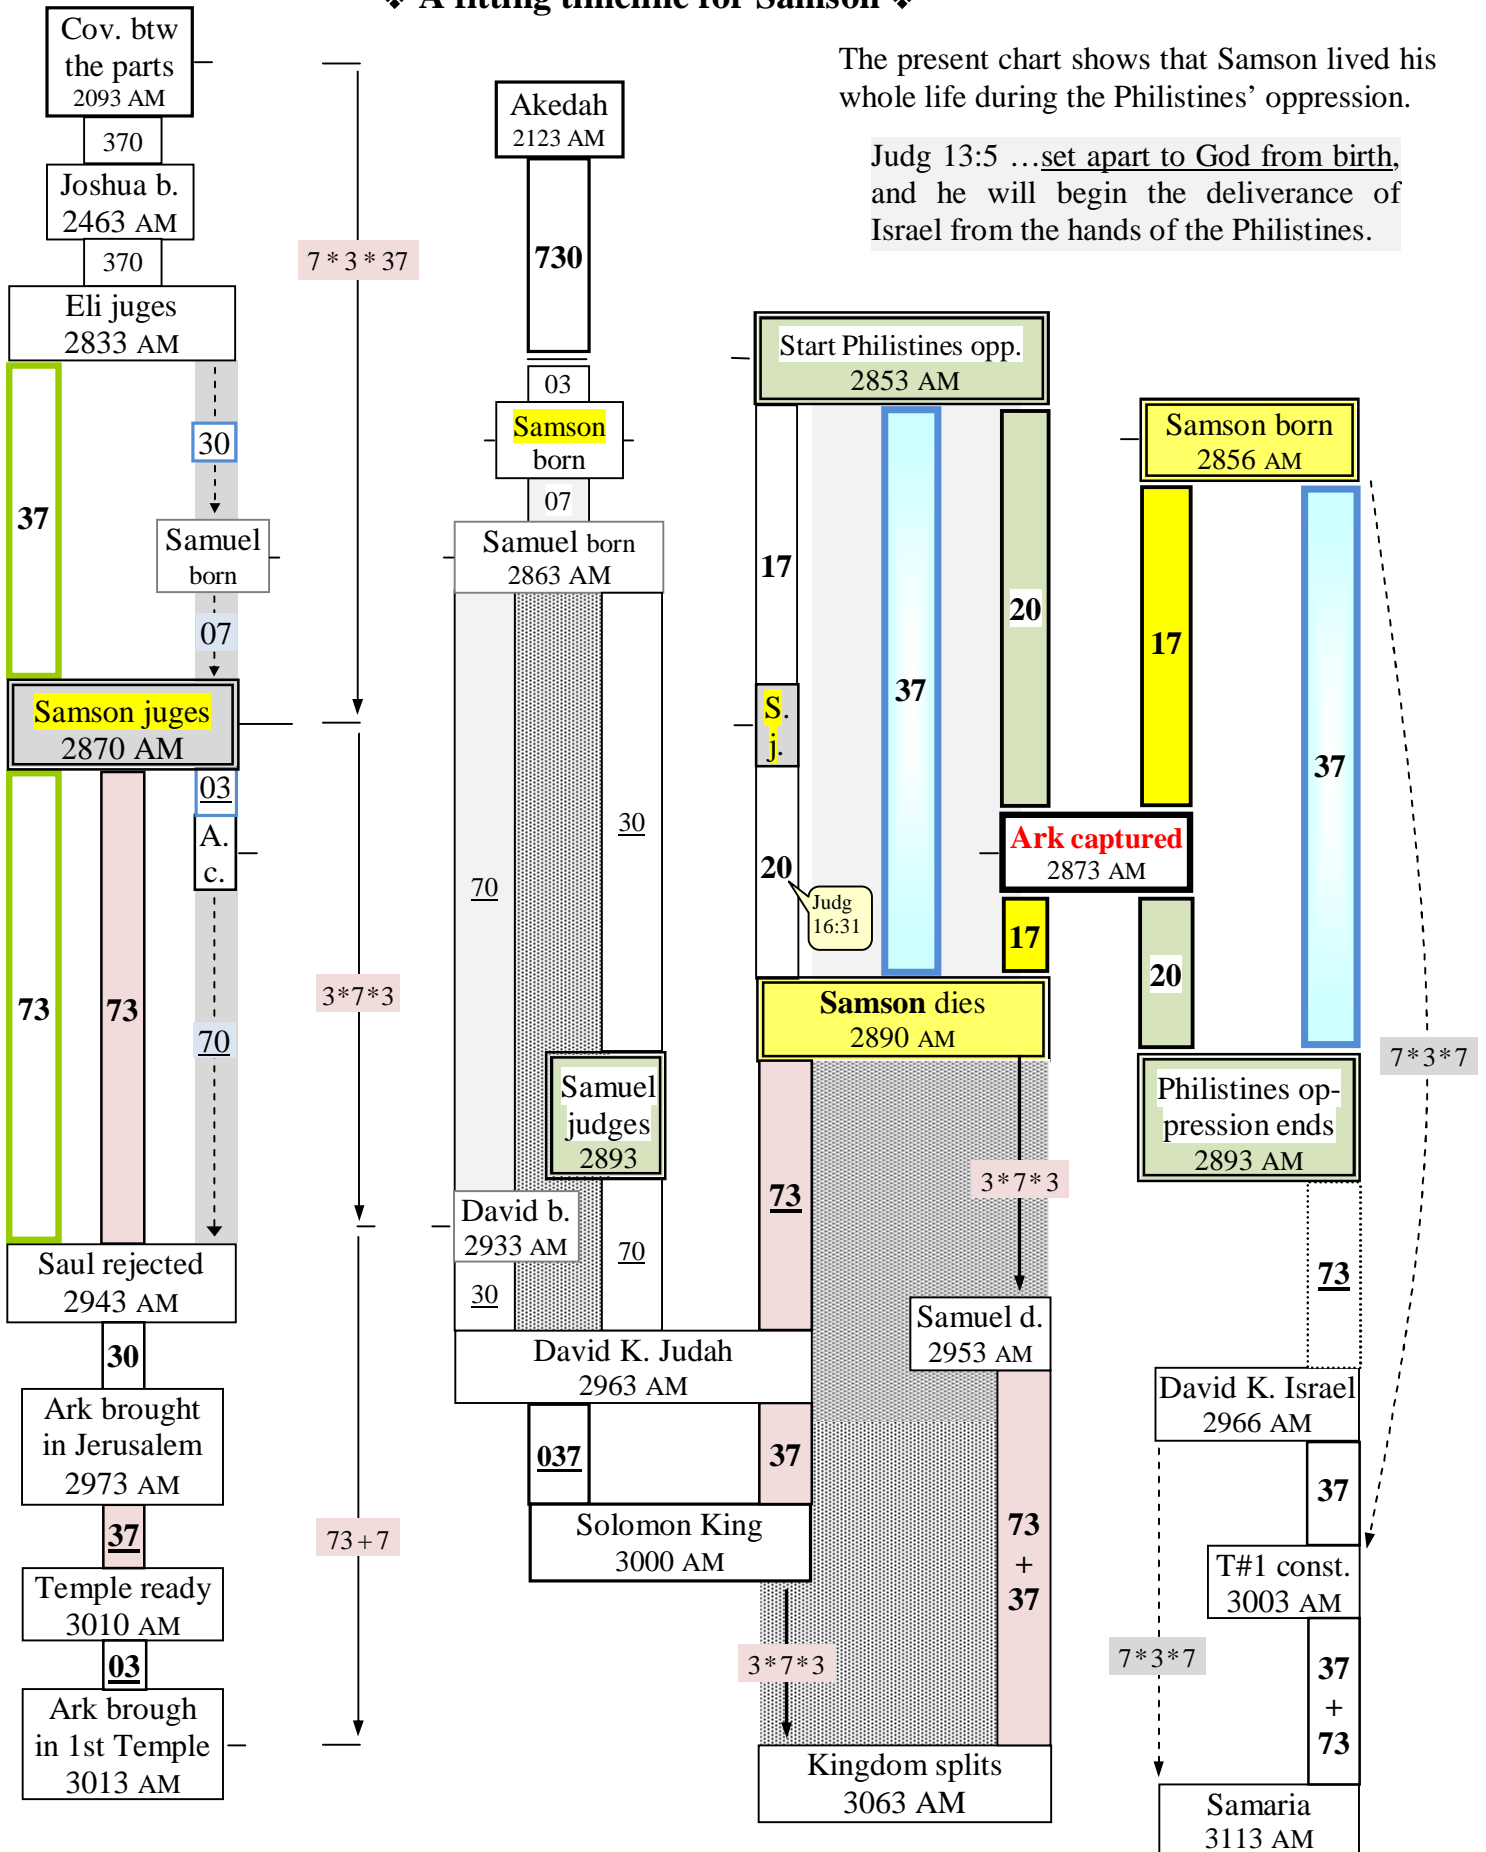 ❖ A fitting timeline for Samson ❖
The present chart shows that Samson lived his
whole life during the Philistines’ oppression.
Judg 13:5 …set apart to God from birth,
and he will begin the deliverance of
Israel from the hands of the Philistines.
Cov. btw
the parts
2093 AM
370
Joshua b.
2463 AM
370
Eli juges
2833 AM
37
30
Samuel
born
07
Samson juges
2870 AM
73
73
03
A.
c.
70
Saul rejected
2943 AM
30
Ark brought
in Jerusalem
2973 AM
37
Temple ready
3010 AM
03
Ark brough
in 1st Temple
3013 AM
7*3*37
3*7*3
73+7
Akedah
2123 AM
730
03
Samson
born
07
Samuel born
2863 AM
70
30
Samuel
judges
2893
David b.
2933 AM
30
70
David K. Judah
2963 AM
037
37
Solomon King
3000 AM
3*7*3
Start Philistines opp.
2853 AM
17
37
20
S.
j.
20
Judg
16:31
Ark captured
2873 AM
17
Samson dies
2890 AM
73
3*7*3
Samuel d.
2953 AM
73
+
37
Kingdom splits
3063 AM
Samson born
2856 AM
17
37
20
7*3*7
Philistines op-
pression ends
2893 AM
73
David K. Israel
2966 AM
37
T#1 const.
3003 AM
7*3*7
37
+
73
Samaria
3113 AM